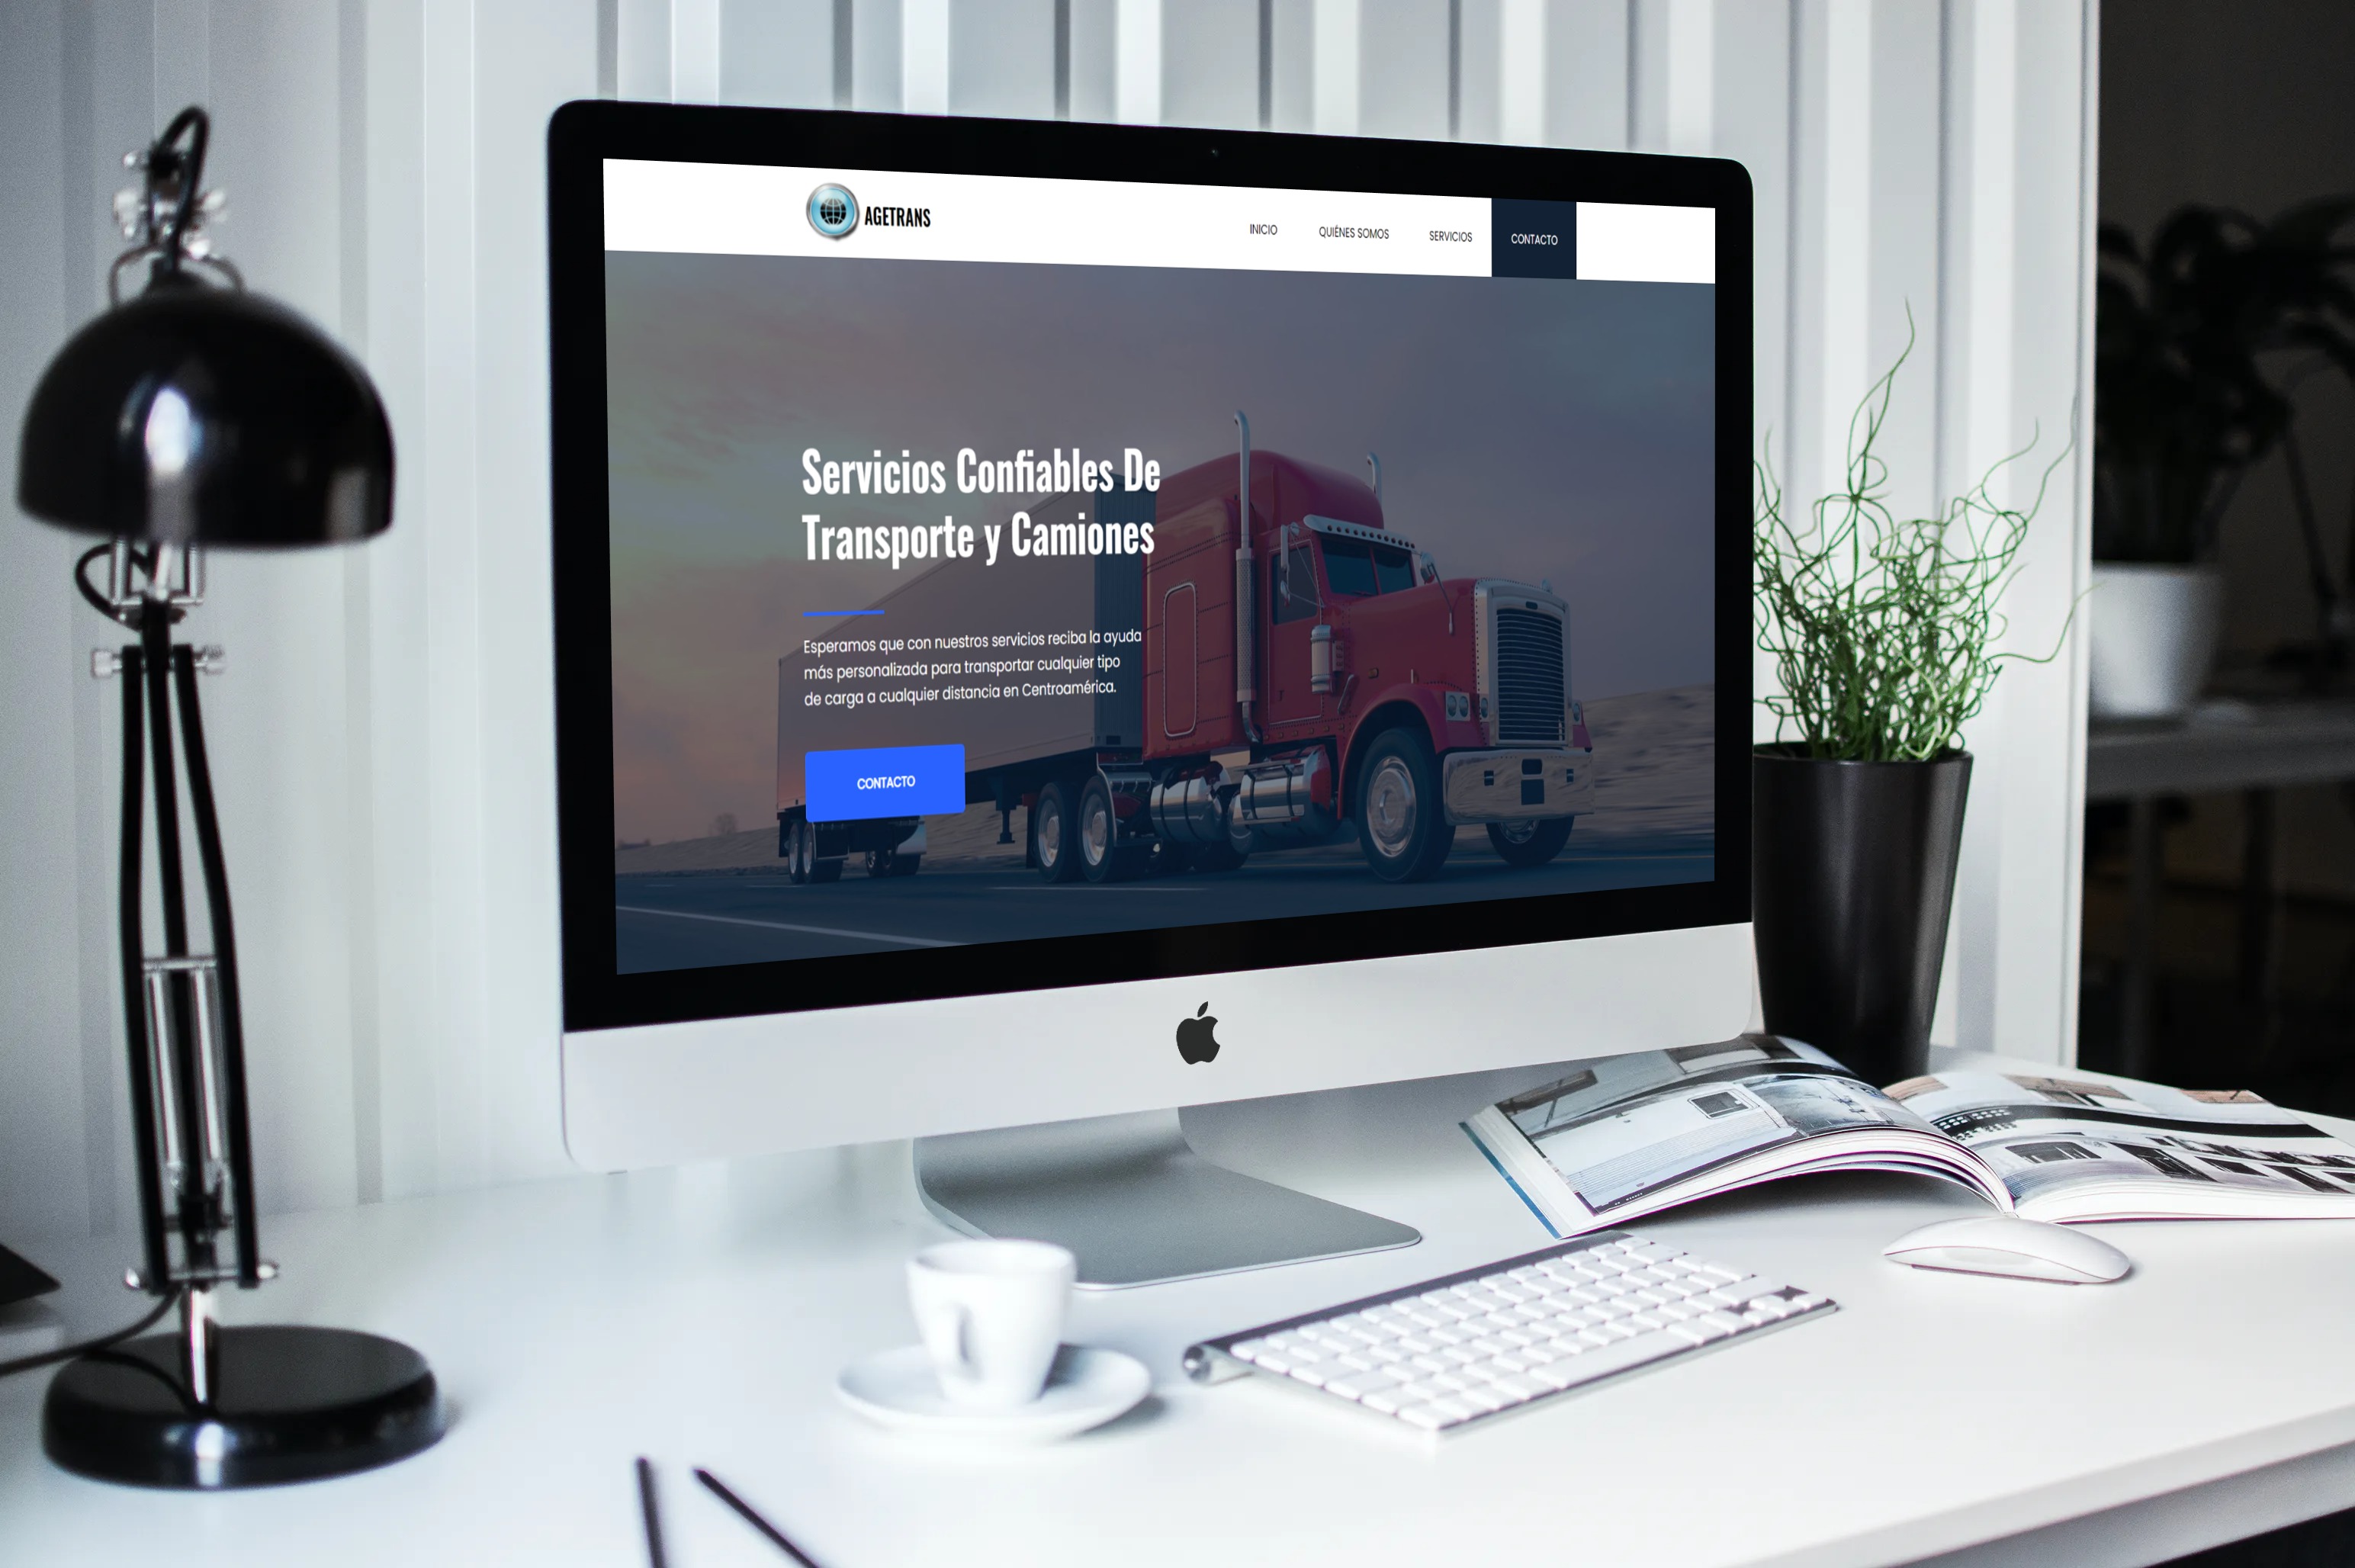 AGETRANS
INICIO
QUIÉNES SOMOS
SERVICIOS
CONTACTO
Servicios Confiables De
Transporte y Camiones
Esperamos que con nuestros servicios reciba la ayuda
más personalizada para transportar cualquier tipo
de carga a cualquier distancia en Centroamérica.
CONTACTO